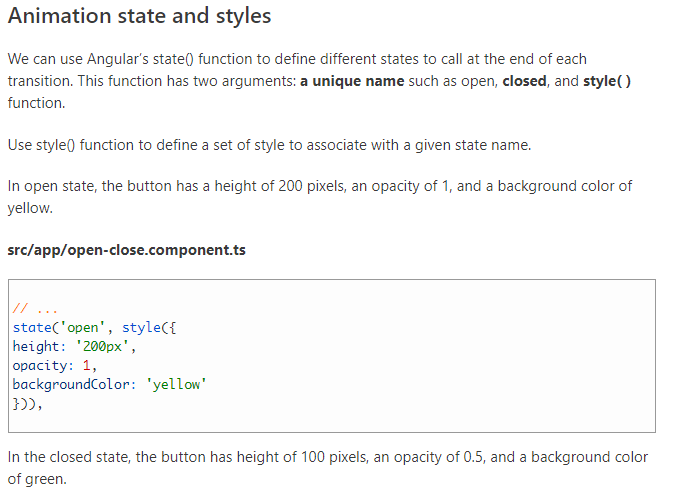 Animation state and styles
We can use Angular's state() function to define different states to call at the end of each
transition. This function has two arguments: a unique name such as open, closed, and style( )
function.
Use style() function to define a set of style to associate with a given state name.
In open state, the button has a height of 200 pixels, an opacity of 1, and a background color of
yellow.
src/app/open-close.component.ts
// ...
state('open', style({
height: '200px',
opacity: 1,
backgroundColor: 'yellow'
})),
In the closed state, the button has height of 100 pixels, an opacity of 0.5, and a background color
of green.